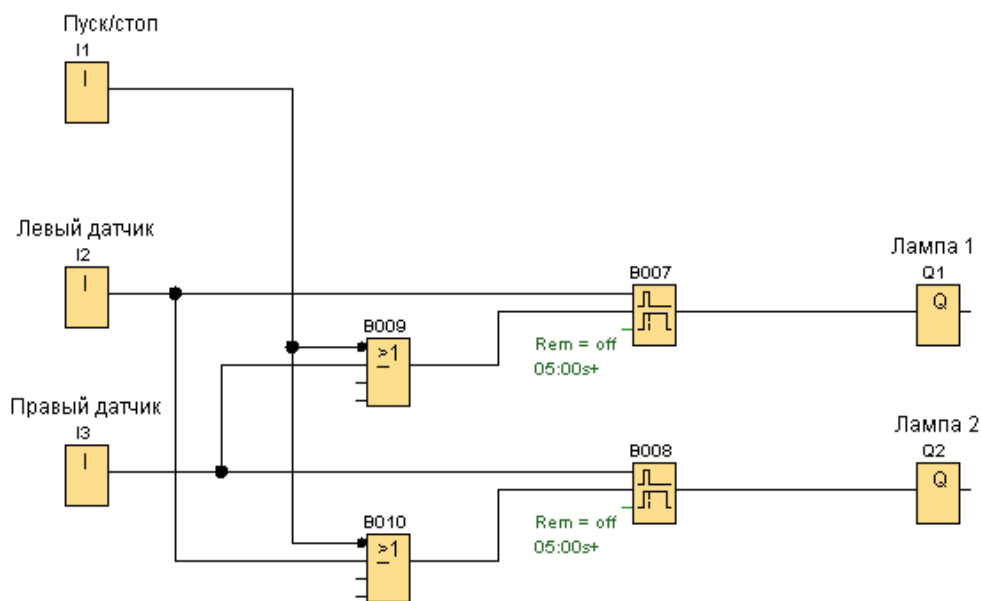 Пуск/стоп
I1
I
Левый датчик
I2
I
Лампа 1
B007
Q1
Q
Rem = off
05:00s+
B009
≥1
Правый датчик
I3
I
Лампа 2
B008
Q2
Q
Rem = off
05:00s+
B010
≥1